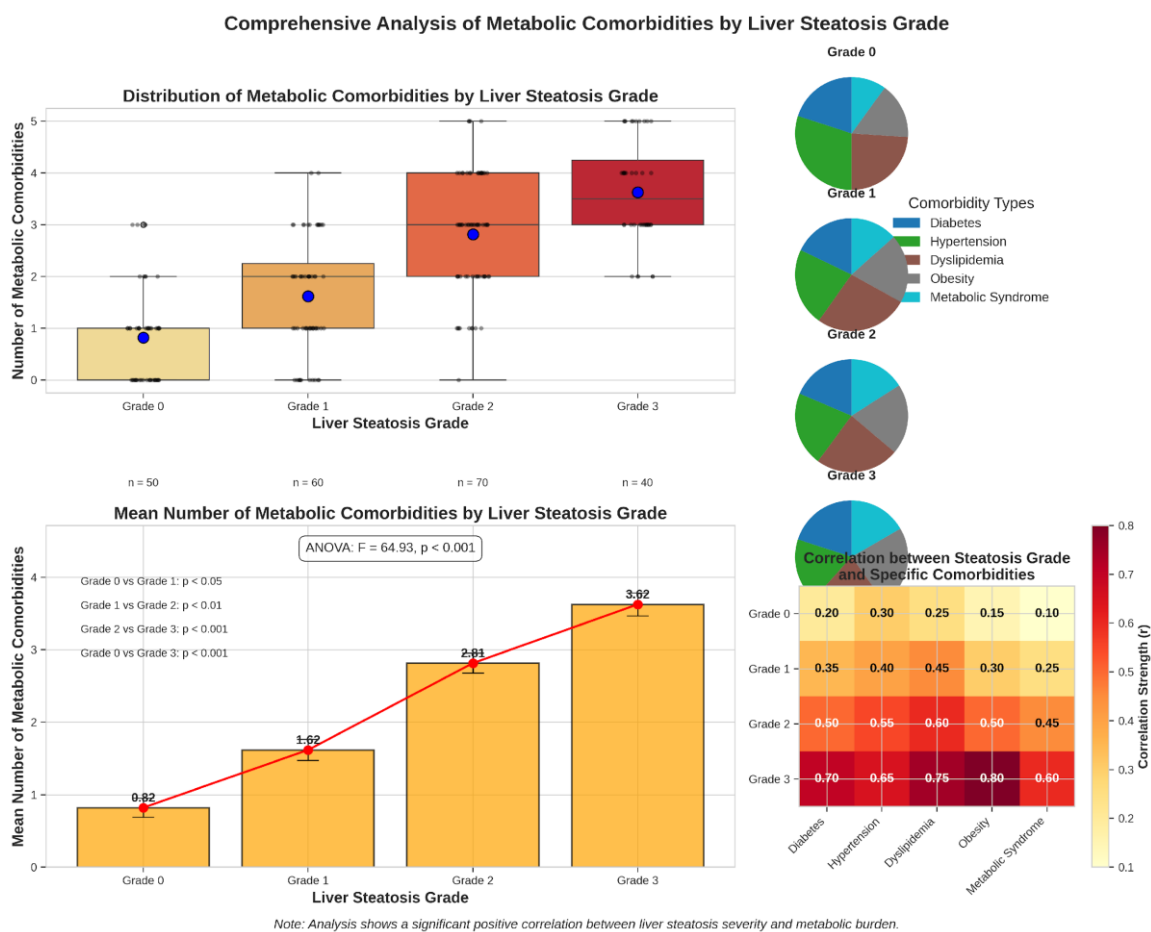 Comprehensive Analysis of Metabolic Comorbidities by Liver Steatosis Grade
Distribution of Metabolic Comorbidities by Liver Steatosis Grade
Number of Metabolic Comorbidities
5
4
3
2
1
0
Grade 0
Grade 1
Grade 2
Grade 3
Liver Steatosis Grade
n = 50
n = 60
n = 70
n = 40
Grade 0
Grade 1
Grade 2
Grade 3
Comorbidity Types
Diabetes
Hypertension
Dyslipidemia
Obesity
Metabolic Syndrome
Mean Number of Metabolic Comorbidities by Liver Steatosis Grade
Mean Number of Metabolic Comorbidities
4
3
2
1
0
ANOVA: F = 64.93, p < 0.001
Grade 0 vs Grade 1: p < 0.05
Grade 1 vs Grade 2: p < 0.01
Grade 2 vs Grade 3: p < 0.001
Grade 0 vs Grade 3: p < 0.001
0.82
1.62
2.81
3.62
Grade 0
Grade 1
Grade 2
Grade 3
Liver Steatosis Grade
Correlation between Steatosis Grade
and Specific Comorbidities
Grade 0 0.20 0.30 0.25 0.15 0.10
Grade 1 0.35 0.40 0.45 0.30 0.25
Grade 2 0.50 0.55 0.60 0.50 0.45
Grade 3 0.70 0.65 0.75 0.80 0.60
Diabetes
Hypertension
Dyslipidemia
Obesity
Metabolic Syndrome
0.8
0.7
0.6
0.5
0.4
0.3
0.2
0.1
Correlation Strength (r)
Note: Analysis shows a significant positive correlation between liver steatosis severity and metabolic burden.